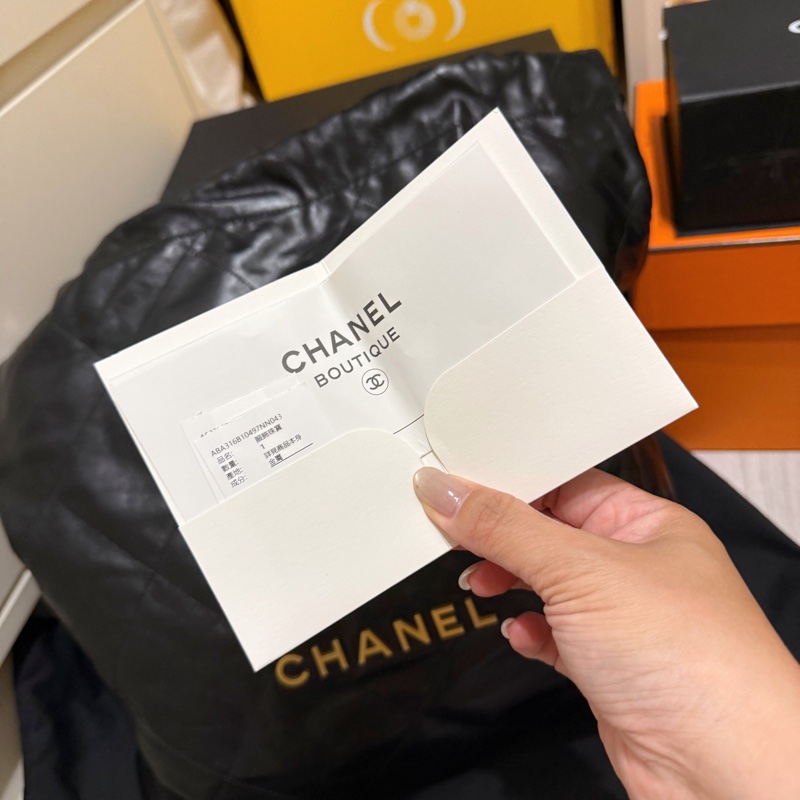 CHANEL
BOUTIQUE
ABA316B10497NN043
品名: 服飾珠寶
數量: 1
產地: 詳見商品本身
成分: 金屬
CHANEL